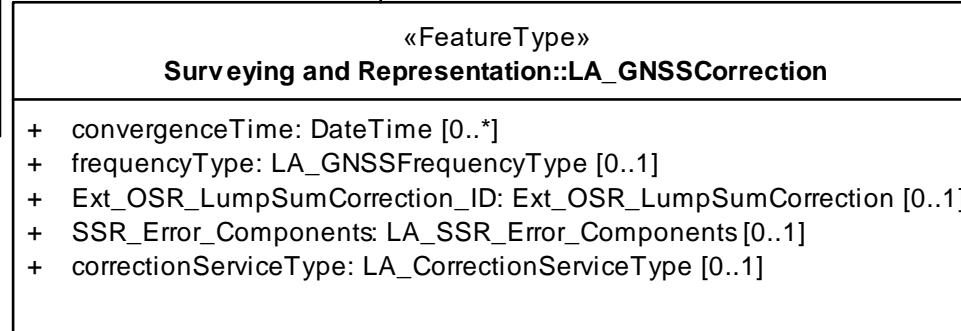 «FeatureType»
Surveying and Representation::LA_GNSSCorrection
+ convergenceTime: DateTime [0..*]
+ frequencyType: LA_GNSSFrequencyType [0..1]
+ Ext_OSR_LumpSumCorrection_ID: Ext_OSR_LumpSumCorrection [0..1]
+ SSR_Error_Components: LA_SSR_Error_Components [0..1]
+ correctionServiceType: LA_CorrectionServiceType [0..1]